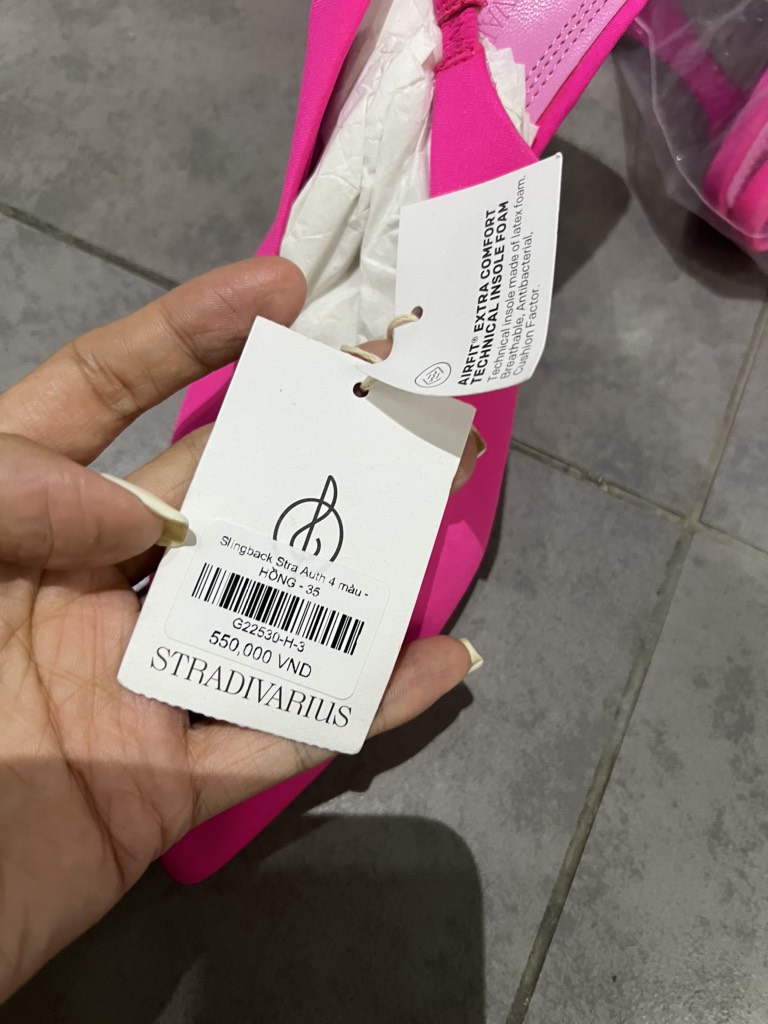 AIRFIT® EXTRA COMFORT
TECHNICAL INSOLE FOAM
Technical insole made of latex foam.
Breathable, Antibacterial,
Cushion Factor.
Slingback Stra Auth 4 màu -
HỒNG - 35
G22530-H-3
550,000 VND
STRADIVARIUS